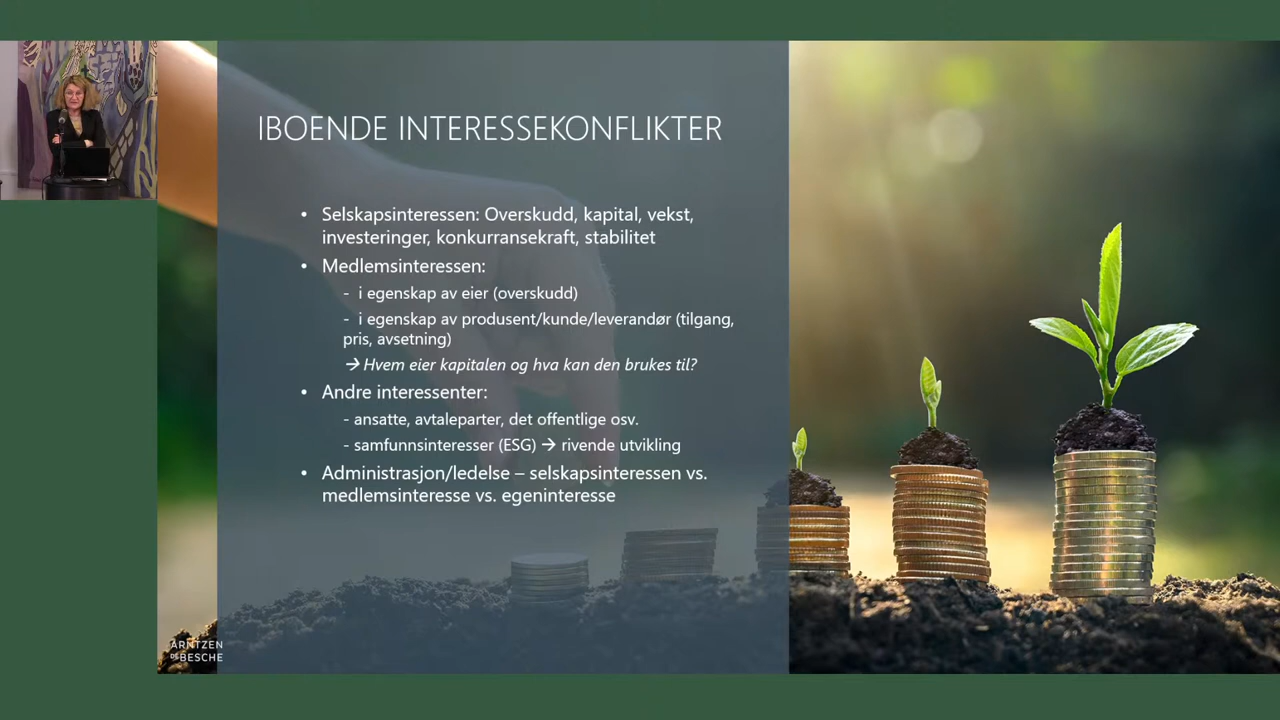 IBOENDE INTERESSEKONFLIKTER
• Selskapsinteressen: Overskudd, kapital, vekst,
investeringer, konkurransekraft, stabilitet
• Medlemsinteressen:
- i egenskap av eier (overskudd)
- i egenskap av produsent/kunde/leverandør (tilgang,
pris, avsetning)
→ Hvem eier kapitalen og hva kan den brukes til?
• Andre interessenter:
- ansatte, avtaleparter, det offentlige osv.
- samfunnsinteresser (ESG) → rivende utvikling
• Administrasjon/ledelse – selskapsinteressen vs.
medlemsinteresse vs. egeninteresse
ARNTZEN
DE BESCHE